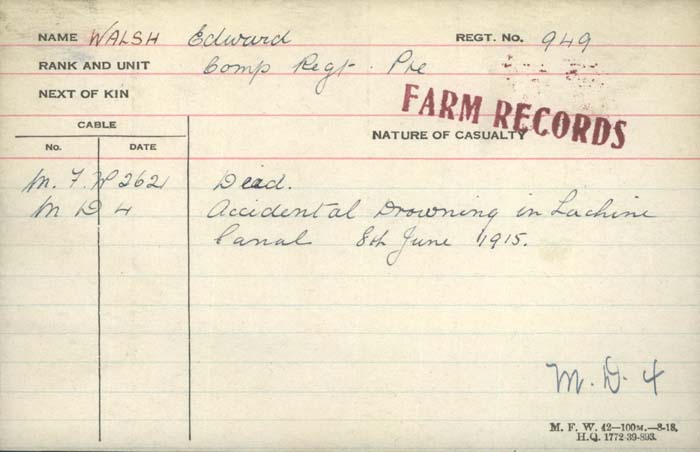 NAME WALSH Edward REGT. No. 949
RANK AND UNIT Comp Regt. Pte
NEXT OF KIN
FARM RECORDS
CABLE NATURE OF CASUALTY
No. DATE
M. F. W 2621 Dead.
M D 4 Accidental Drowning in Lachine
Canal 8th June 1915.
M. D. 4
M. F. W. 42—100M.—8-18.
H.Q. 1772-39-893.